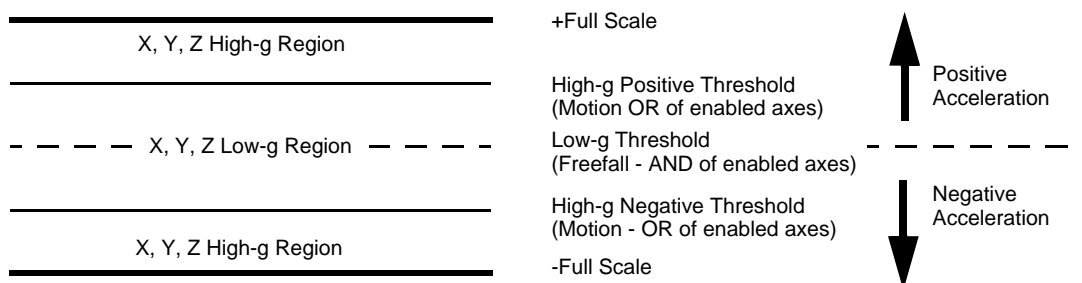 +Full Scale
X, Y, Z High-g Region
High-g Positive Threshold
(Motion OR of enabled axes)
Positive
Acceleration
X, Y, Z Low-g Region
Low-g Threshold
(Freefall - AND of enabled axes)
High-g Negative Threshold
(Motion - OR of enabled axes)
Negative
Acceleration
X, Y, Z High-g Region
-Full Scale